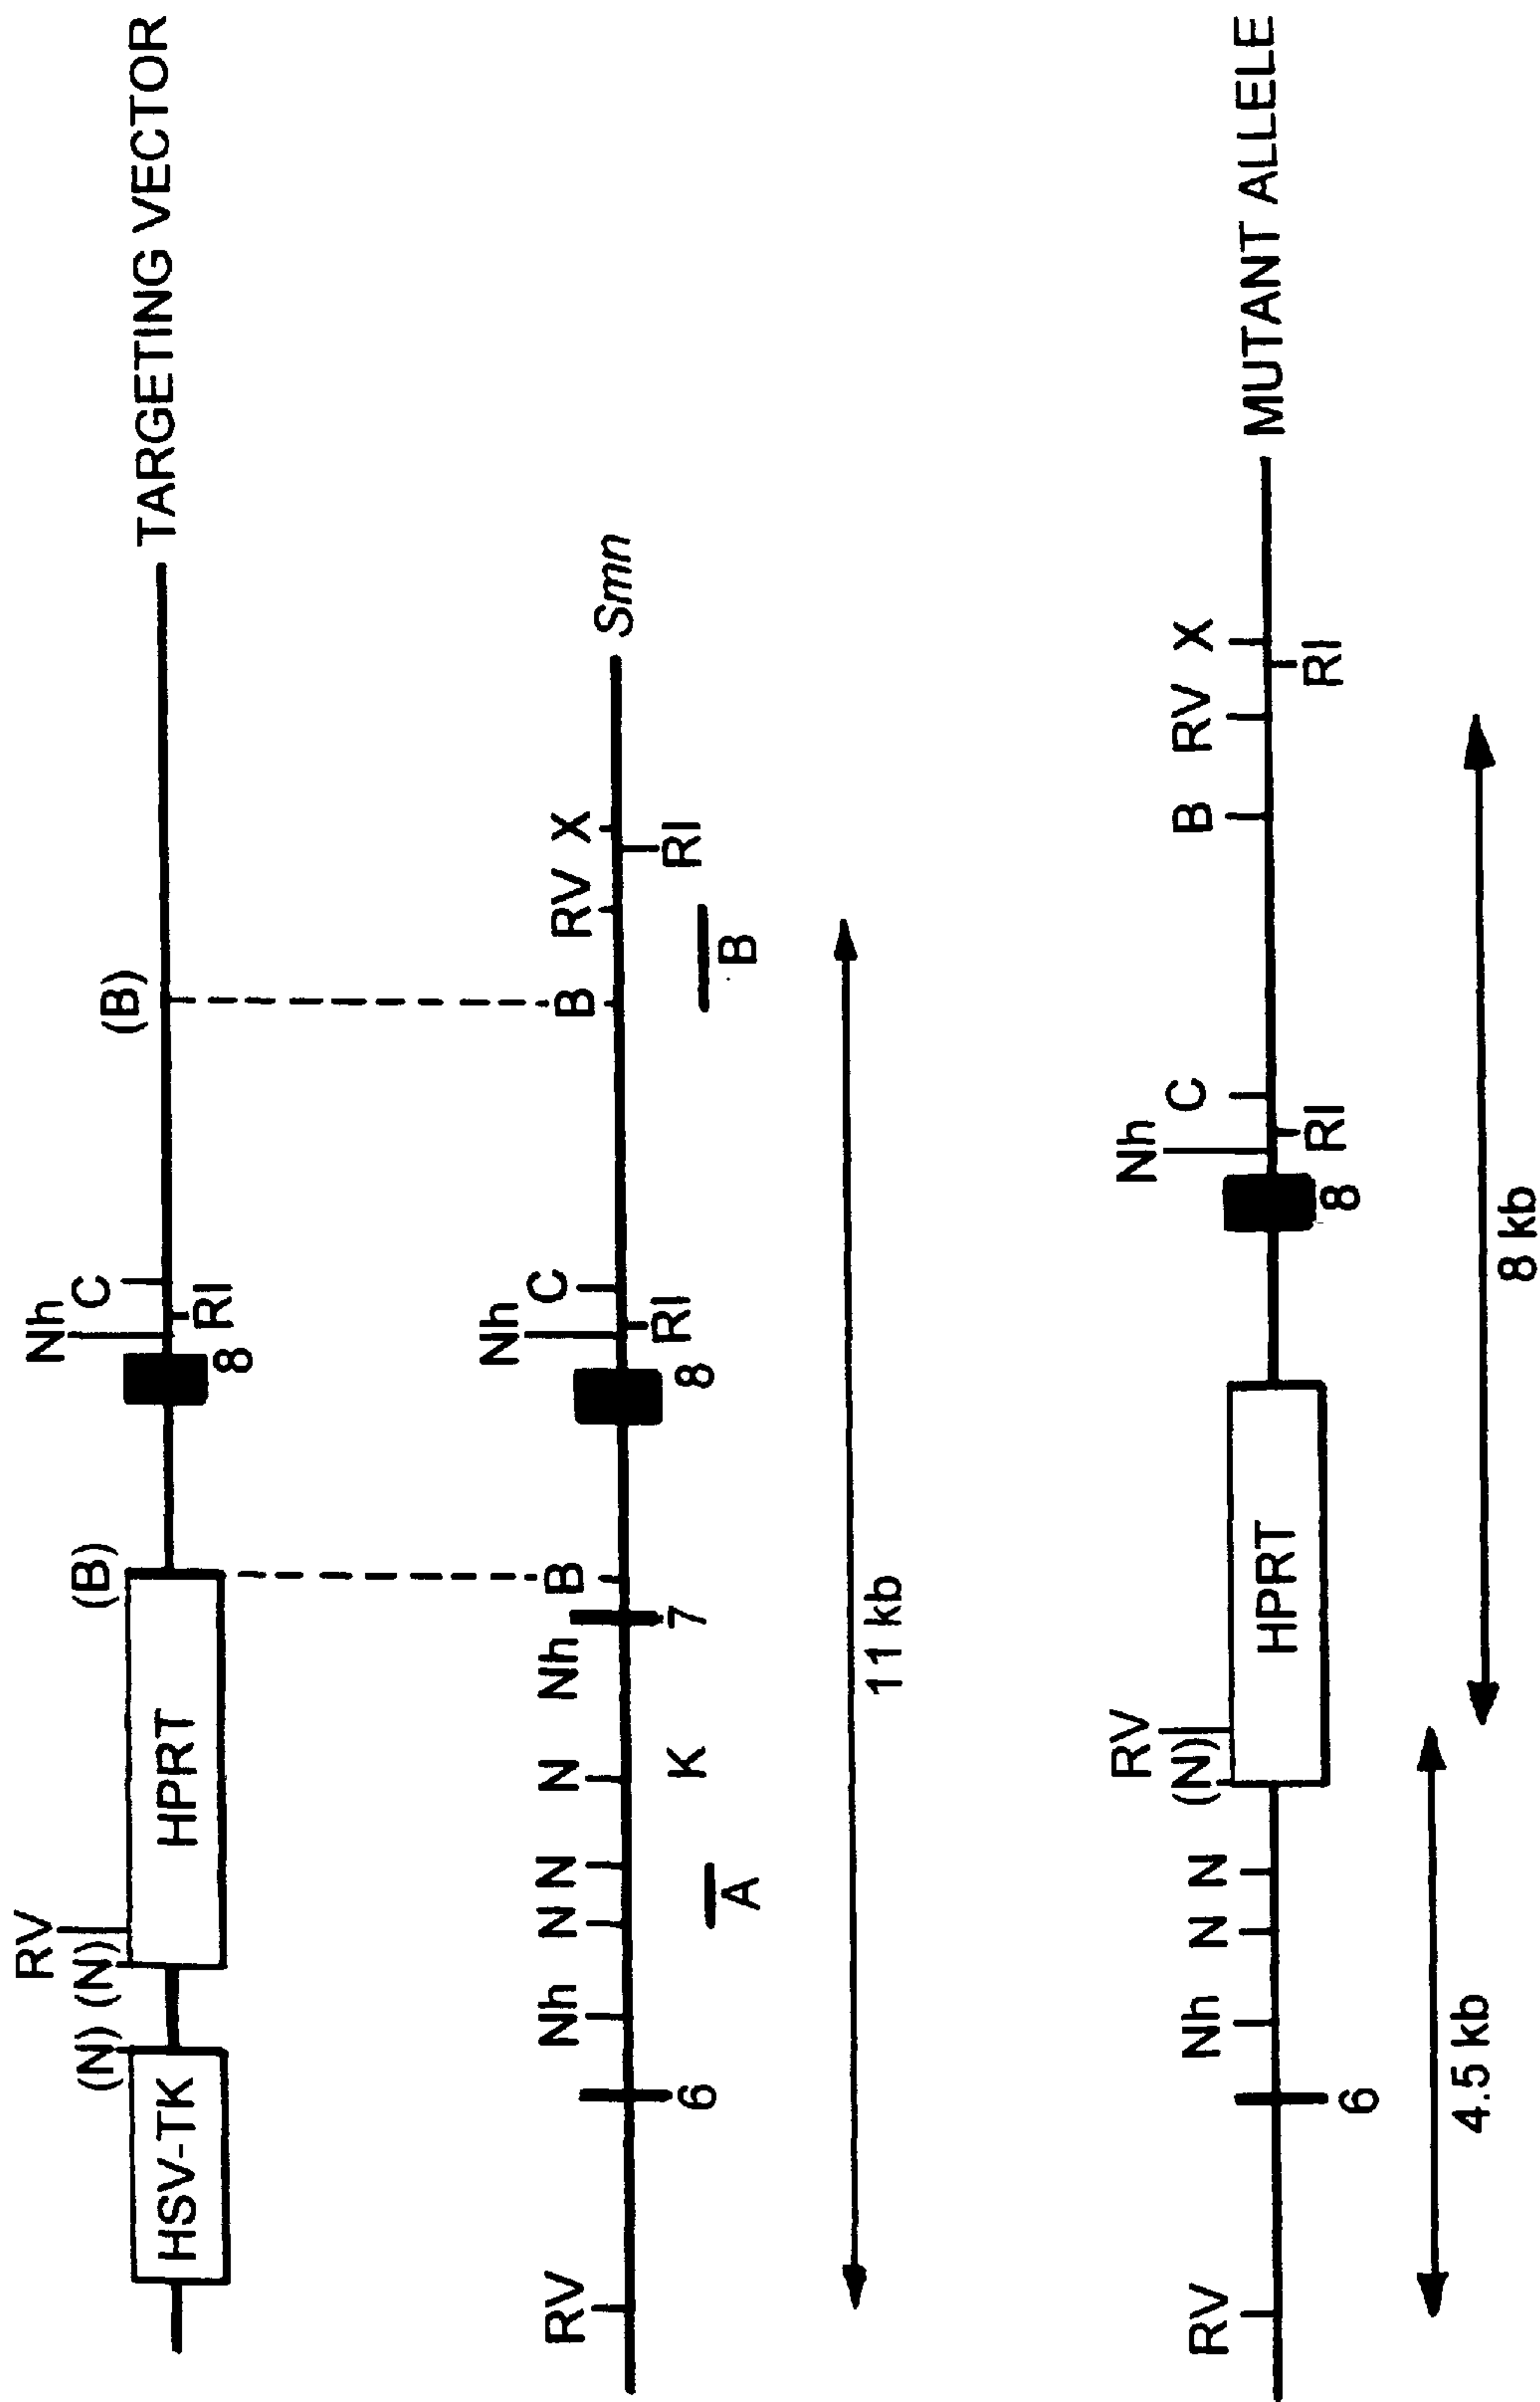 RV Nh
(N) (N) (B) C (B)
HSV-TK HPRT TARGETING VECTOR
8 RI
Nh
RV Nh N N N Nh B C B RV X
Smn
6 K 7 8 RI RI
A B
11 kb
RV Nh
RV Nh N N (N) C B RV X
HPRT MUTANT ALLELE
6 8 RI RI
4.5 kb 8 kb